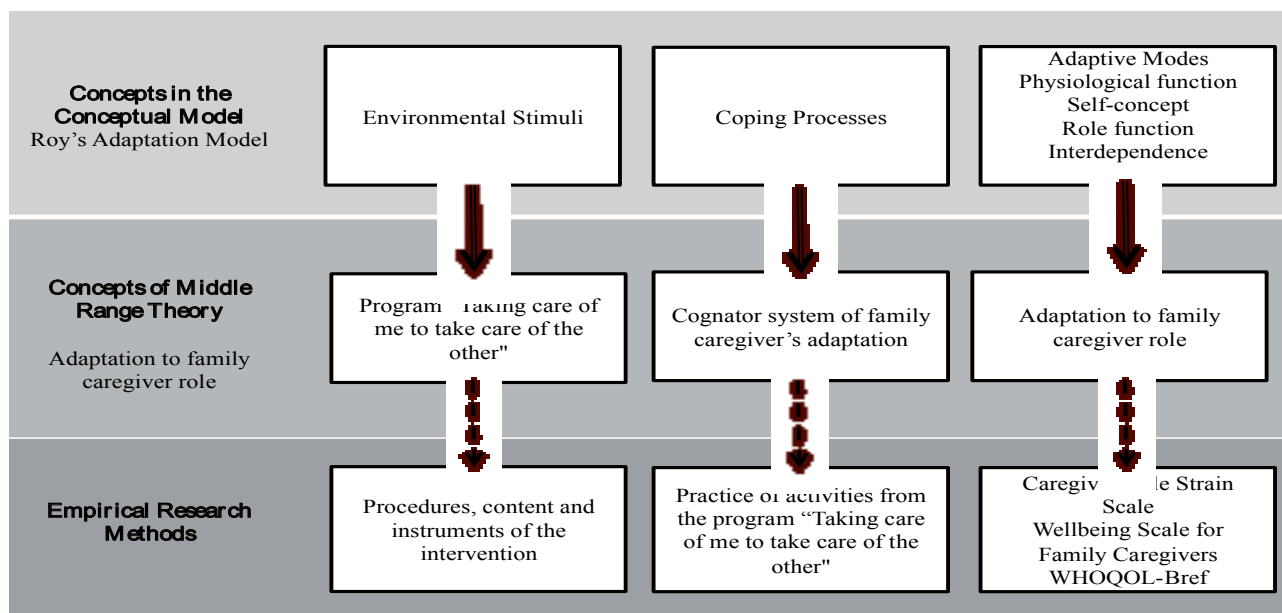 Concepts in the
Conceptual Model
Roy's Adaptation Model
Environmental Stimuli
Coping Processes
Adaptive Modes
Physiological function
Self-concept
Role function
Interdependence
Concepts of Middle
Range Theory
Adaptation to family
caregiver role
Program "Taking care of
me to take care of the
other"
Cognator system of family
caregiver's adaptation
Adaptation to family
caregiver role
Empirical Research
Methods
Procedures, content and
instruments of the
intervention
Practice of activities from
the program “Taking care
of me to take care of the
other"
Strain
Scale
Wellbeing Scale for
Family Caregivers
WHOQOL-Bref